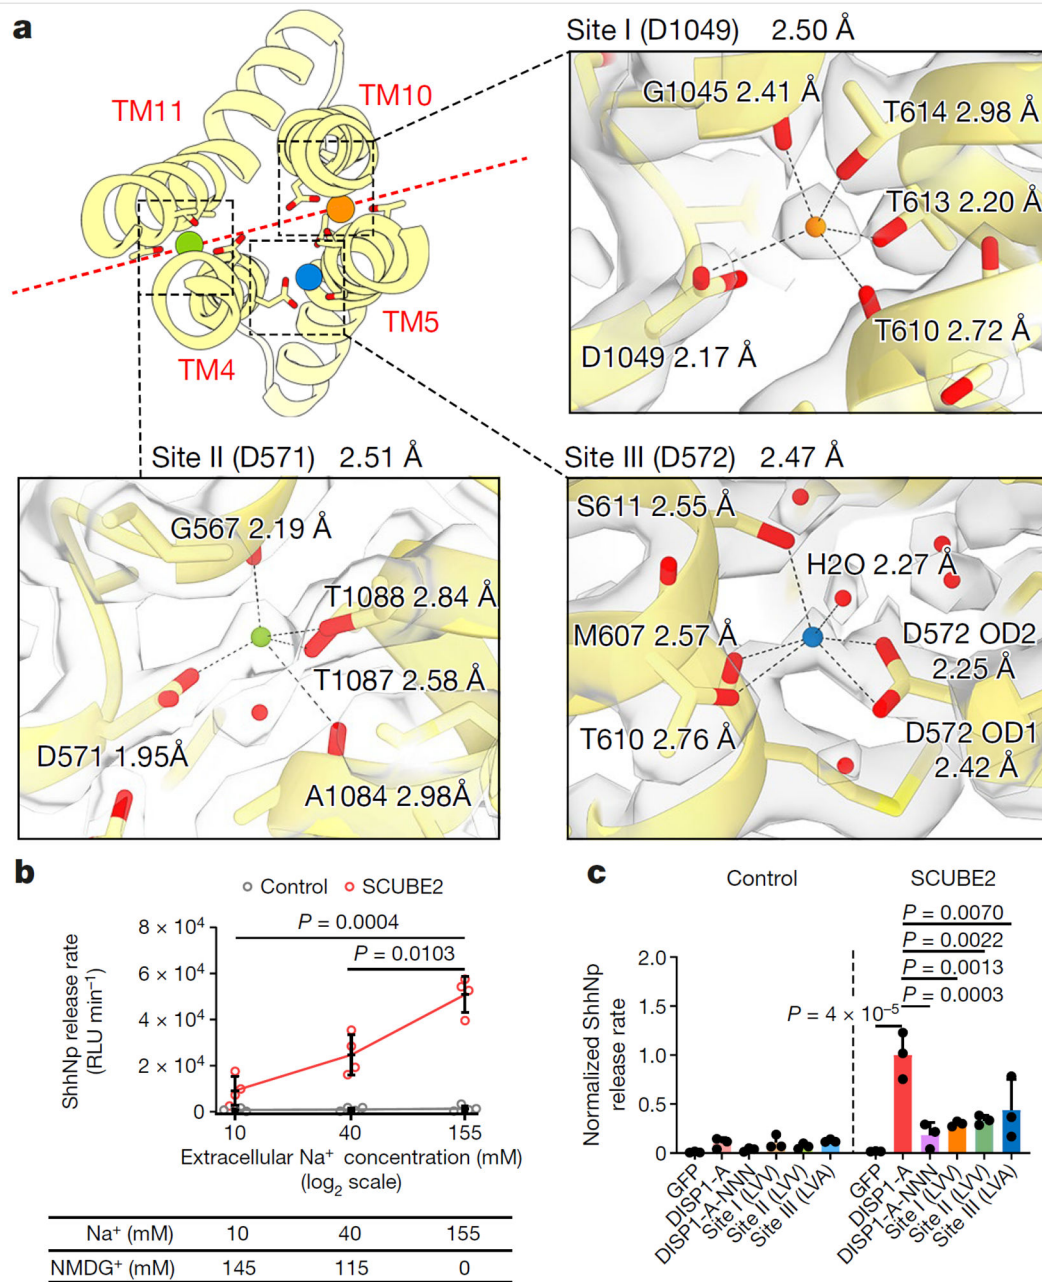 a
TM11
TM10
TM4
TM5
Site I (D1049) 2.50 Å
G1045 2.41 Å
T614 2.98 Å
T613 2.20 Å
T610 2.72 Å
D1049 2.17 Å
Site II (D571) 2.51 Å
G567 2.19 Å
T1088 2.84 Å
T1087 2.58 Å
D571 1.95Å
A1084 2.98Å
Site III (D572) 2.47 Å
S611 2.55 Å
H2O 2.27 Å
M607 2.57 Å
D572 OD2
2.25 Å
T610 2.76 Å
D572 OD1
2.42 Å
b
Control SCUBE2
P = 0.0004
P = 0.0103
8 × 10⁴
6 × 10⁴
4 × 10⁴
2 × 10⁴
0
ShhNp release rate
(RLU min⁻¹)
10 40 155
Extracellular Na⁺ concentration (mM)
(log₂ scale)
Na⁺ (mM) 10 40 155
NMDG⁺ (mM) 145 115 0
c
Control SCUBE2
P = 0.0070
P = 0.0022
P = 0.0013
P = 0.0003
P = 4 × 10⁻⁵
2.0
1.5
1.0
0.5
0
Normalized ShhNp
release rate
GFP
DISP1-A
DISP1-A-NNN
Site I (LVV)
Site II (LVV)
Site III (LVA)
GFP
DISP1-A
DISP1-A-NNN
Site I (LVV)
Site II (LVV)
Site III (LVA)